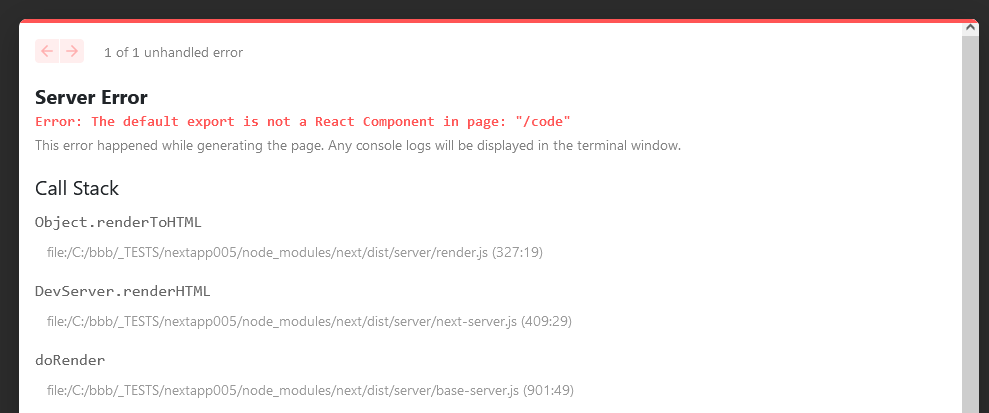 1 of 1 unhandled error
Server Error
Error: The default export is not a React Component in page: "/code"
This error happened while generating the page. Any console logs will be displayed in the terminal window.
Call Stack
Object.renderToHTML
file:/C:/bbb/_TESTS/nextapp005/node_modules/next/dist/server/render.js (327:19)
DevServer.renderHTML
file:/C:/bbb/_TESTS/nextapp005/node_modules/next/dist/server/next-server.js (409:29)
doRender
file:/C:/bbb/_TESTS/nextapp005/node_modules/next/dist/server/base-server.js (901:49)